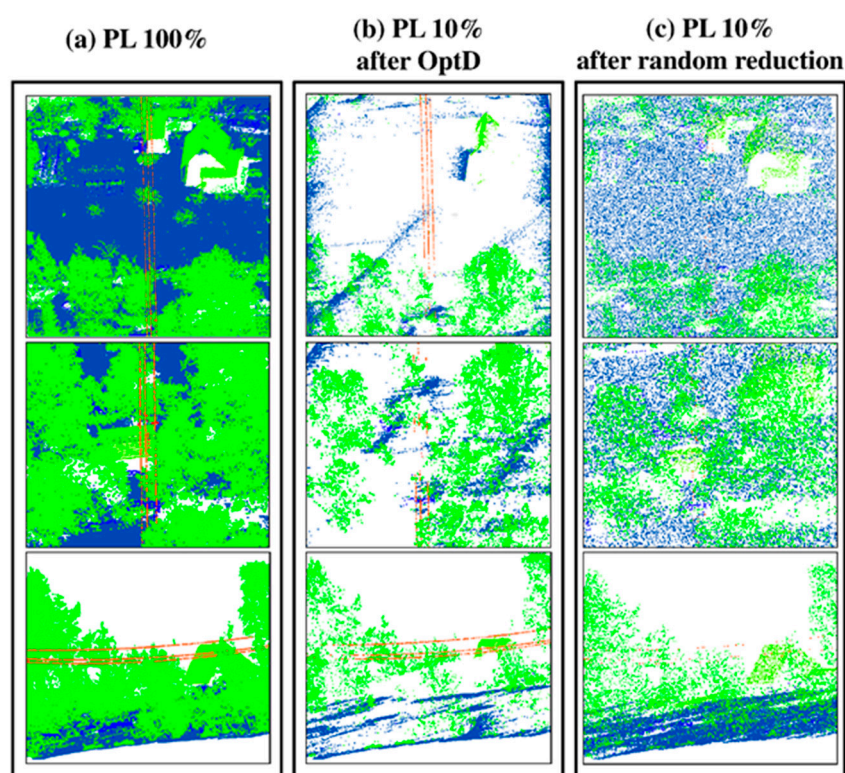 (a) PL 100%
(b) PL 10%
after OptD
(c) PL 10%
after random reduction